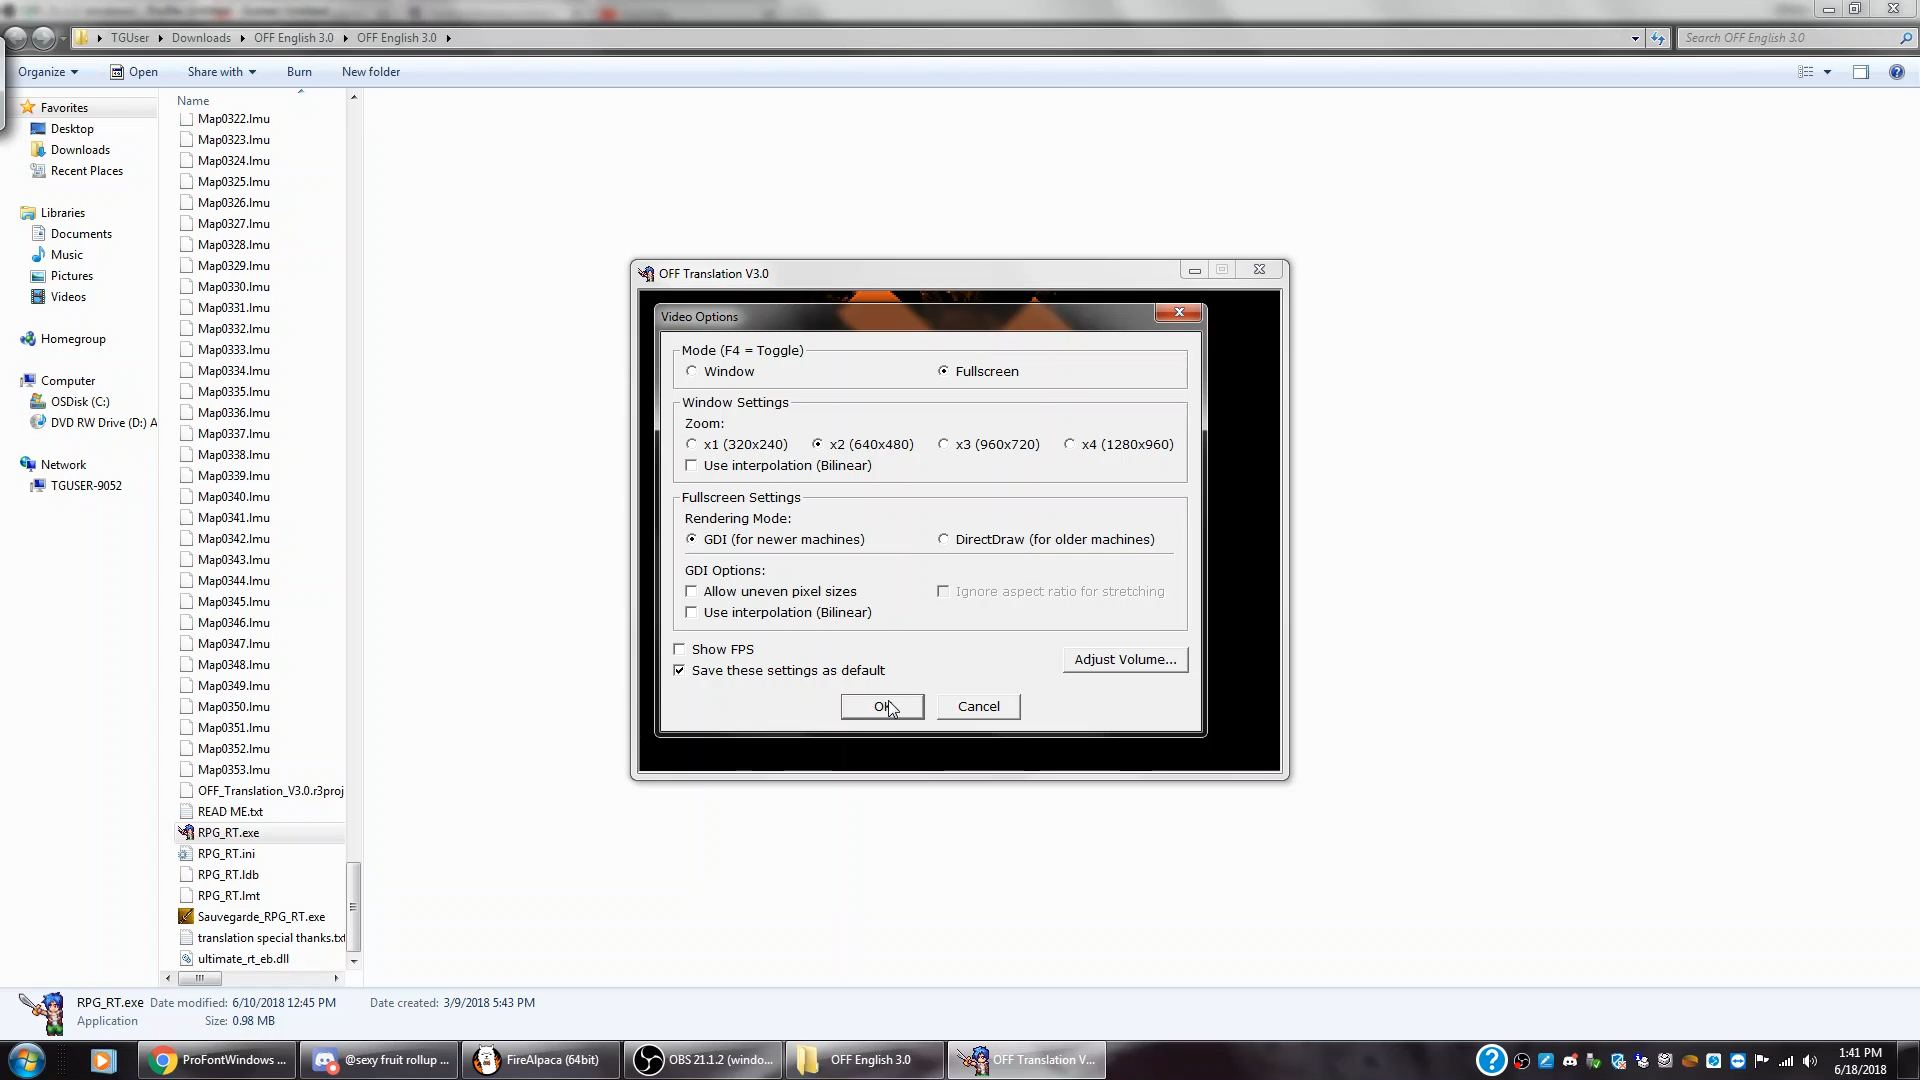 TGUser
Downloads
OFF English 3.0
OFF English 3.0
Search OFF English 3.0
Organize
Open
Share with
Burn
New folder
Favorites
Desktop
Downloads
Recent Places
Libraries
Documents
Music
Pictures
Videos
Homegroup
Computer
OSDisk (C:)
DVD RW Drive (D:) A
Network
TGUSER-9052
Name
Map0322.lmu
Map0323.lmu
Map0324.lmu
Map0325.lmu
Map0326.lmu
Map0327.lmu
Map0328.lmu
Map0329.lmu
Map0330.lmu
Map0331.lmu
Map0332.lmu
Map0333.lmu
Map0334.lmu
Map0335.lmu
Map0336.lmu
Map0337.lmu
Map0338.lmu
Map0339.lmu
Map0340.lmu
Map0341.lmu
Map0342.lmu
Map0343.lmu
Map0344.lmu
Map0345.lmu
Map0346.lmu
Map0347.lmu
Map0348.lmu
Map0349.lmu
Map0350.lmu
Map0351.lmu
Map0352.lmu
Map0353.lmu
OFF_Translation_V3.0.r3proj
READ ME.txt
RPG_RT.exe
RPG_RT.ini
RPG_RT.ldb
RPG_RT.lmt
Sauvegarde_RPG_RT.exe
translation special thanks.txt
ultimate_rt_eb.dll
OFF Translation V3.0
Video Options
Mode (F4 = Toggle)
Window
Fullscreen
Window Settings
Zoom:
x1 (320x240)
x2 (640x480)
x3 (960x720)
x4 (1280x960)
Use interpolation (Bilinear)
Fullscreen Settings
Rendering Mode:
GDI (for newer machines)
DirectDraw (for older machines)
GDI Options:
Allow uneven pixel sizes
Ignore aspect ratio for stretching
Use interpolation (Bilinear)
Show FPS
Save these settings as default
Adjust Volume...
OK
Cancel
RPG_RT.exe Date modified: 6/10/2018 12:45 PM Date created: 3/9/2018 5:43 PM
Application Size: 0.98 MB
ProFontWindows ...
@sexy fruit rollup ...
FireAlpaca (64bit)
OBS 21.1.2 (windo...
OFF English 3.0
OFF Translation V...
1:41 PM
6/18/2018